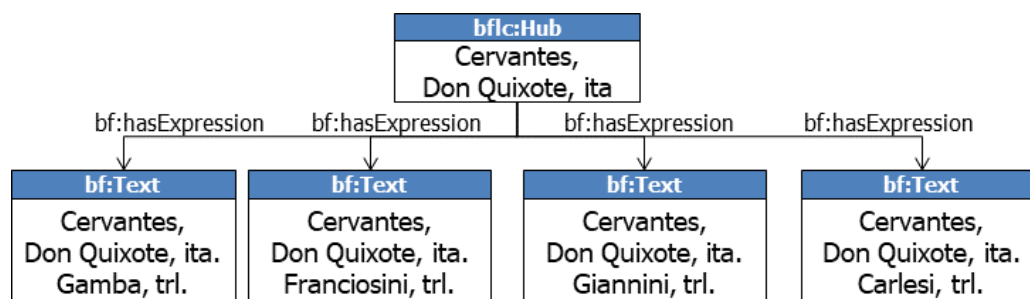 bflc:Hub
Cervantes,
Don Quixote, ita
bf:hasExpression bf:hasExpression bf:hasExpression bf:hasExpression
bf:Text
Cervantes,
Don Quixote, ita.
Gamba, trl.
bf:Text
Cervantes,
Don Quixote, ita.
Franciosini, trl.
bf:Text
Cervantes,
Don Quixote, ita.
Giannini, trl.
bf:Text
Cervantes,
Don Quixote, ita.
Carlesi, trl.